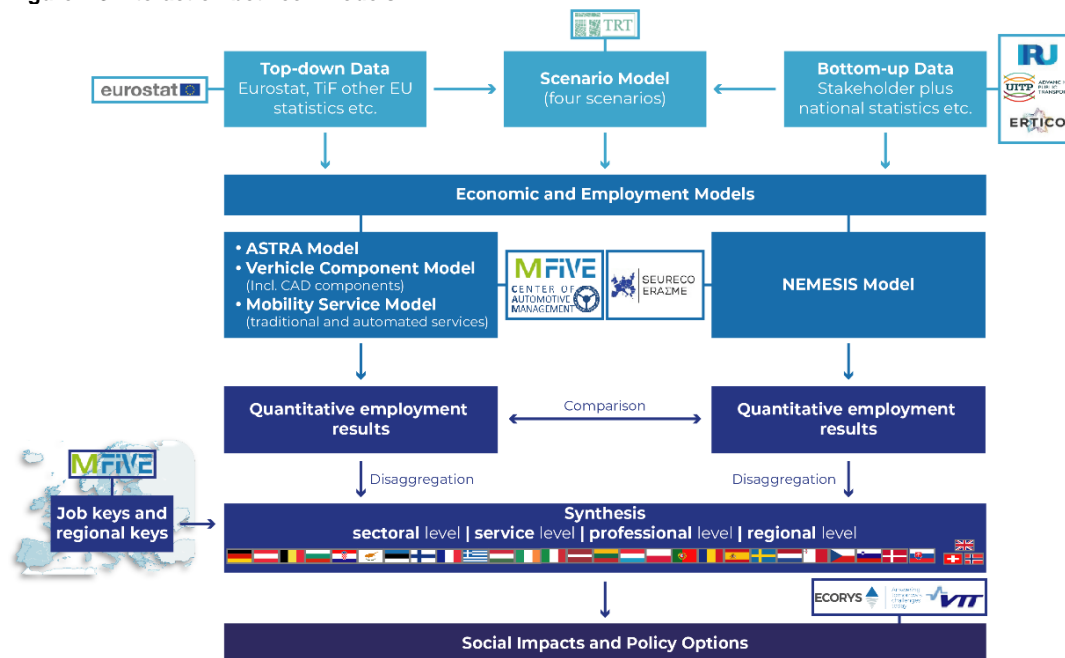 TRT
Top-down Data
Eurostat, TiF other EU
statistics etc.
eurostat
Scenario Model
(four scenarios)
Bottom-up Data
Stakeholder plus
national statistics etc.
IRU
UITP
PUBLIC
ERTICO
Economic and Employment Models
• ASTRA Model
• Verhicle Component Model
(Incl. CAD components)
• Mobility Service Model
(traditional and automated services)
MFIVE
CENTER OF
AUTOMOTIVE
MANAGEMENT
SEURECO
ERAZME
NEMESIS Model
Quantitative employment
results
Comparison
Quantitative employment
results
Disaggregation
Disaggregation
MFIVE
Job keys and
regional keys
Synthesis
sectoral level | service level | professional level | regional level
ECORYS
VTT
Social Impacts and Policy Options